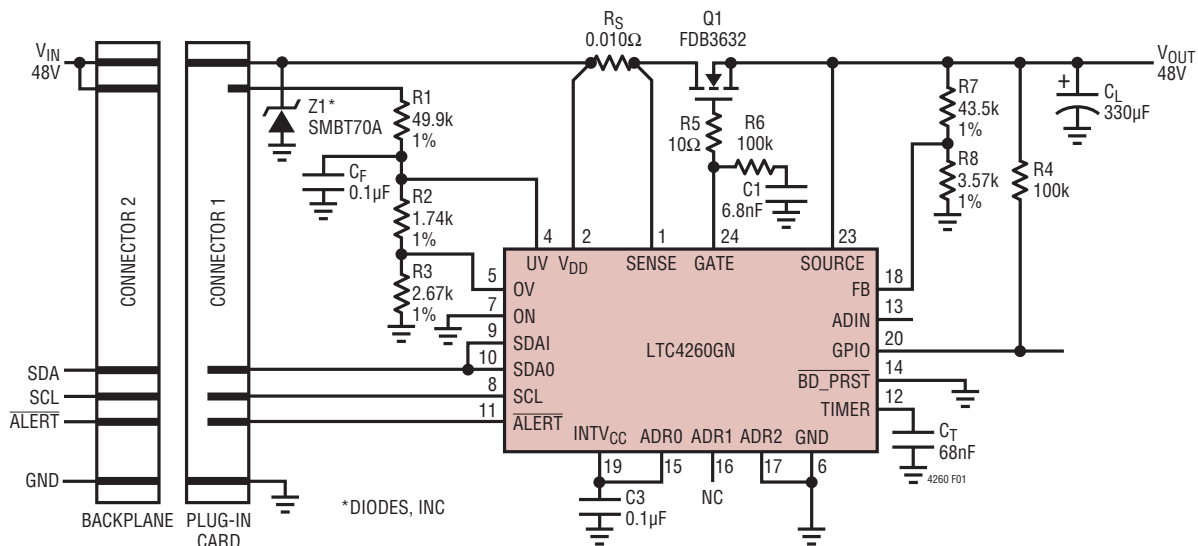 VIN
48V
CONNECTOR 2
CONNECTOR 1
SDA
SCL
ALERT
GND
BACKPLANE
PLUG-IN
CARD
Z1*
SMBT70A
R1
49.9k
1%
CF
0.1µF
R2
1.74k
1%
R3
2.67k
1%
RS
0.010Ω
Q1
FDB3632
R5
10Ω
R6
100k
C1
6.8nF
R7
43.5k
1%
R8
3.57k
1%
R4
100k
+
CL
330µF
VOUT
48V
4
2
1
24
23
UV
VDD
SENSE
GATE
SOURCE
5
OV
7
ON
9
SDAI
10
SDA0
8
SCL
11
ALERT
LTC4260GN
18
FB
13
ADIN
20
GPIO
14
BD_PRST
12
TIMER
INTVCC
ADR0
ADR1
ADR2
GND
19
15
16
17
6
NC
C3
0.1µF
CT
68nF
4260 F01
*DIODES, INC